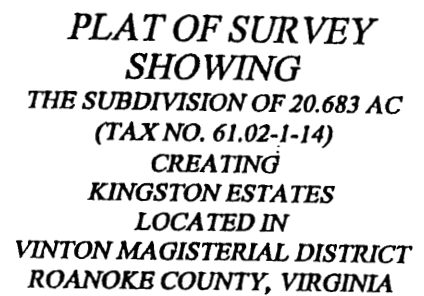 PLAT OF SURVEY
SHOWING
THE SUBDIVISION OF 20.683 AC
(TAX NO. 61.02-1-14)
CREATING
KINGSTON ESTATES
LOCATED IN
VINTON MAGISTERIAL DISTRICT
ROANOKE COUNTY, VIRGINIA